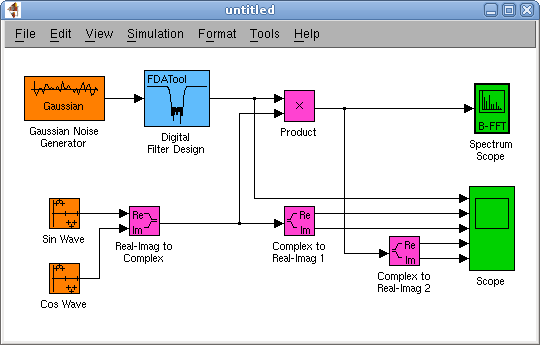 untitled
File Edit View Simulation Format Tools Help
Gaussian
Gaussian Noise
Generator
FDATool
Digital
Filter Design
×
Product
B-FFT
Spectrum
Scope
Sin Wave
Cos Wave
Re
Im
Real-Imag to
Complex
Re
Im
Complex to
Real-Imag 1
Re
Im
Complex to
Real-Imag 2
Scope